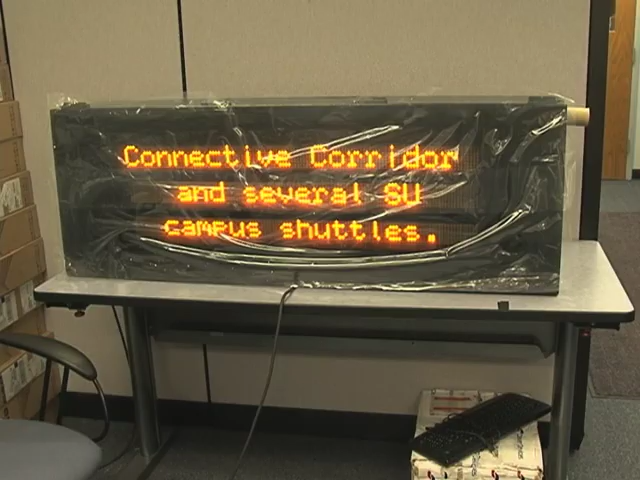 Connective Corridor
and several SU
campus shuttles.